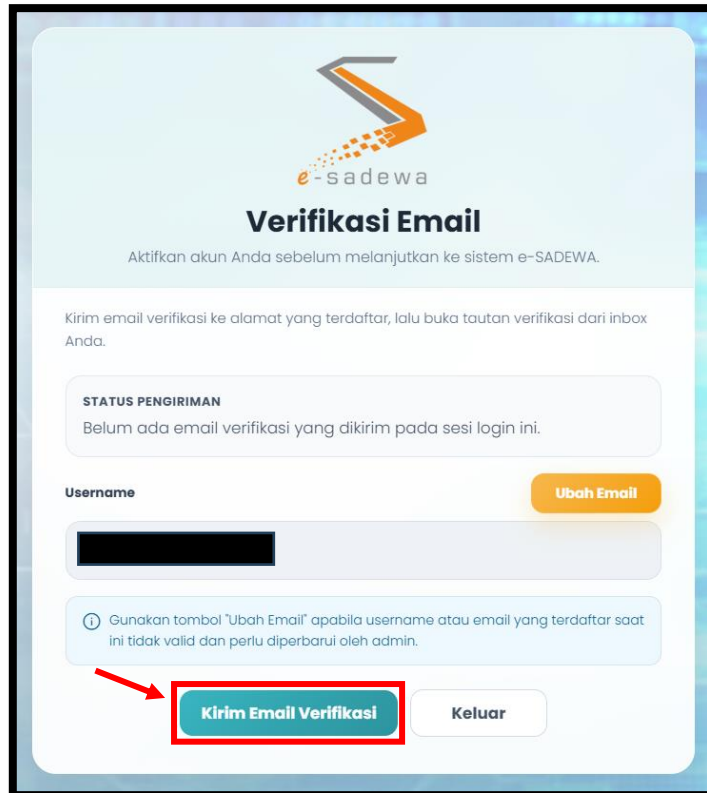 e-sadewa
Verifikasi Email
Aktifkan akun Anda sebelum melanjutkan ke sistem e-SADEWA.
Kirim email verifikasi ke alamat yang terdaftar, lalu buka tautan verifikasi dari inbox
Anda.
STATUS PENGIRIMAN
Belum ada email verifikasi yang dikirim pada sesi login ini.
Username
Ubah Email
Gunakan tombol "Ubah Email" apabila username atau email yang terdaftar saat
ini tidak valid dan perlu diperbarui oleh admin.
Kirim Email Verifikasi
Keluar